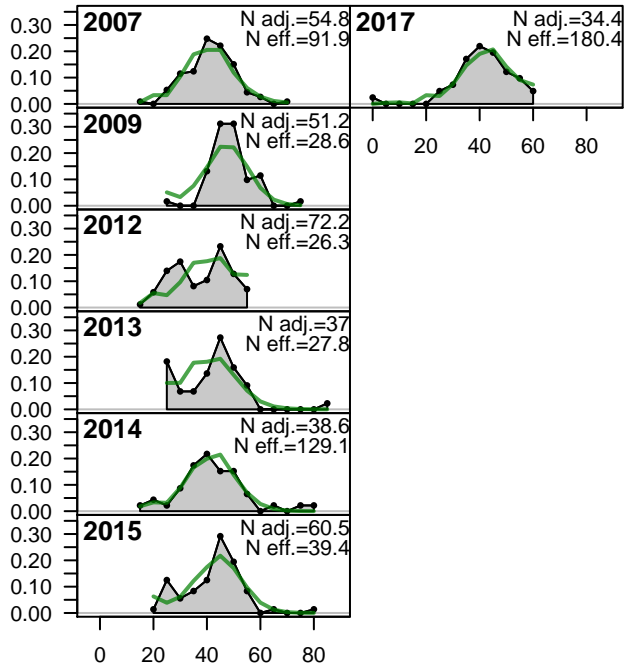 2007 N adj.=54.8
N eff.=91.9
0.30
0.20
0.10
0.00
2017 N adj.=34.4
N eff.=180.4
0 20 40 60 80
2009 N adj.=51.2
N eff.=28.6
0.30
0.20
0.10
0.00
2012 N adj.=72.2
N eff.=26.3
0.30
0.20
0.10
0.00
2013 N adj.=37
N eff.=27.8
0.30
0.20
0.10
0.00
2014 N adj.=38.6
N eff.=129.1
0.30
0.20
0.10
0.00
2015 N adj.=60.5
N eff.=39.4
0.30
0.20
0.10
0.00
0 20 40 60 80